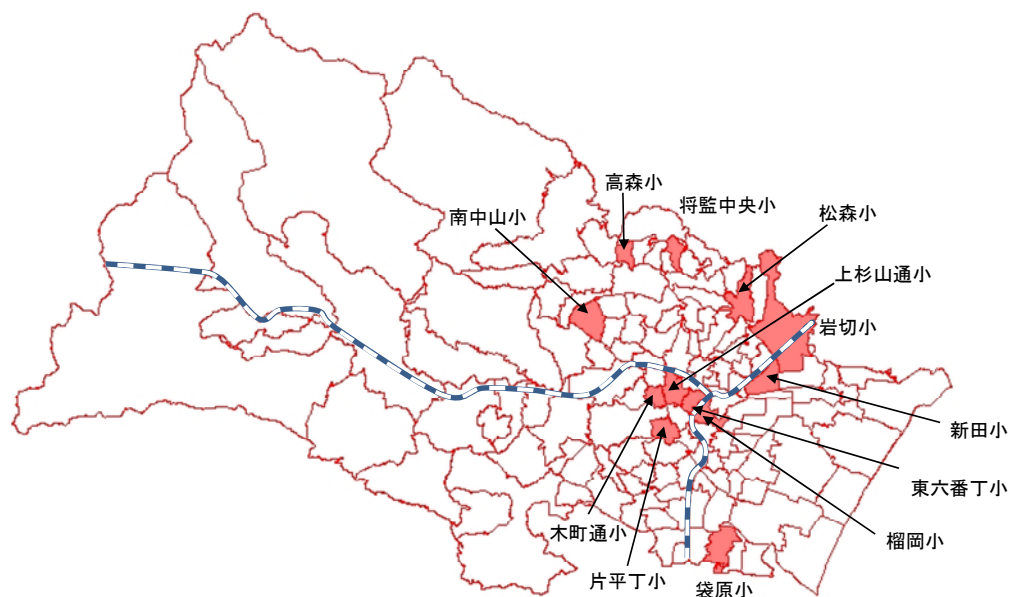 高森小
将監中央小
南中山小
松森小
上杉山通小
岩切小
新田小
東六番丁小
榴岡小
木町通小
片平丁小
袋原小